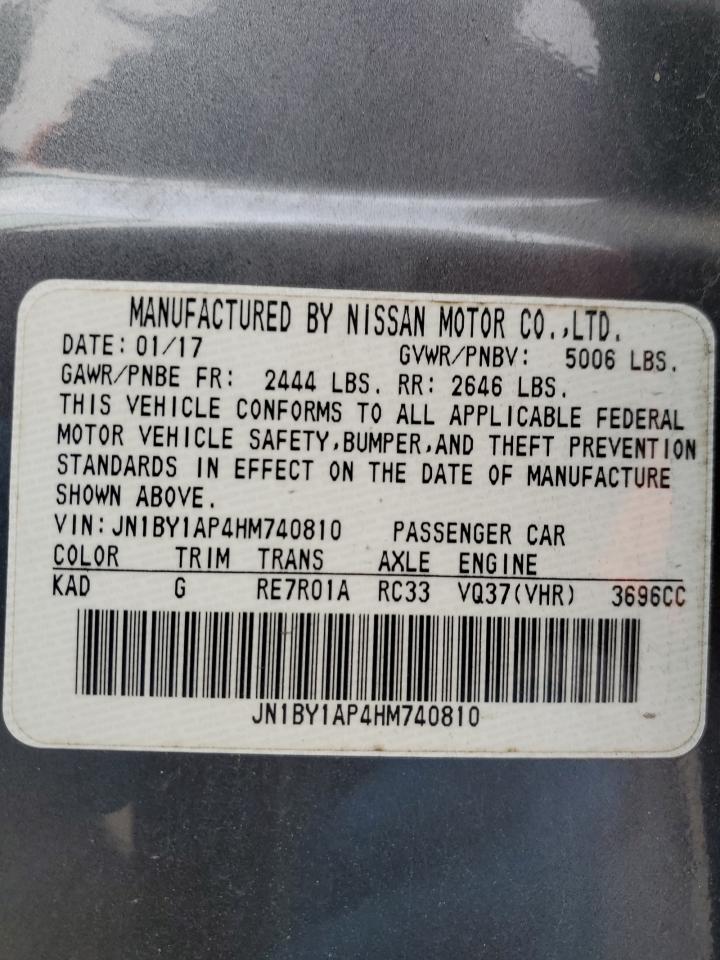 MANUFACTURED BY NISSAN MOTOR CO.,LTD.
DATE: 01/17 GVWR/PNBV: 5006 LBS.
GAWR/PNBE FR: 2444 LBS. RR: 2646 LBS.
THIS VEHICLE CONFORMS TO ALL APPLICABLE FEDERAL
MOTOR VEHICLE SAFETY,BUMPER,AND THEFT PREVENTION
STANDARDS IN EFFECT ON THE DATE OF MANUFACTURE
SHOWN ABOVE.
VIN: JN1BY1AP4HM740810 PASSENGER CAR
COLOR TRIM TRANS AXLE ENGINE
KAD G RE7R01A RC33 VQ37(VHR) 3696CC
JN1BY1AP4HM740810